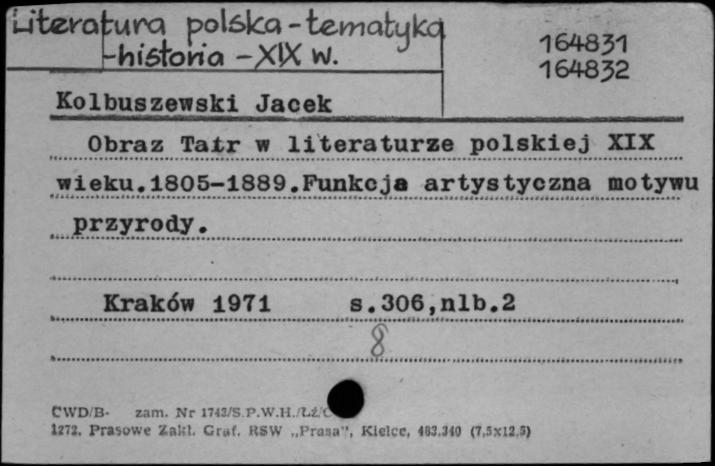 Literatura polska-tematyka
-historia-XIX w.
164831
164832
Kolbuszewski Jacek
Obraz Tatr w literaturze polskiej XIX
wieku.1805-1889.Funkcja artystyczna motywu
przyrody.
Kraków 1971 s.306,nlb.2
8
CWD/B- zam. Nr 1743/S.P.W.H./Łż/
1272. Prasowe Zakł. Graf. RSW „Prasa”, Kielce, 483.340 (7,5x12,5)